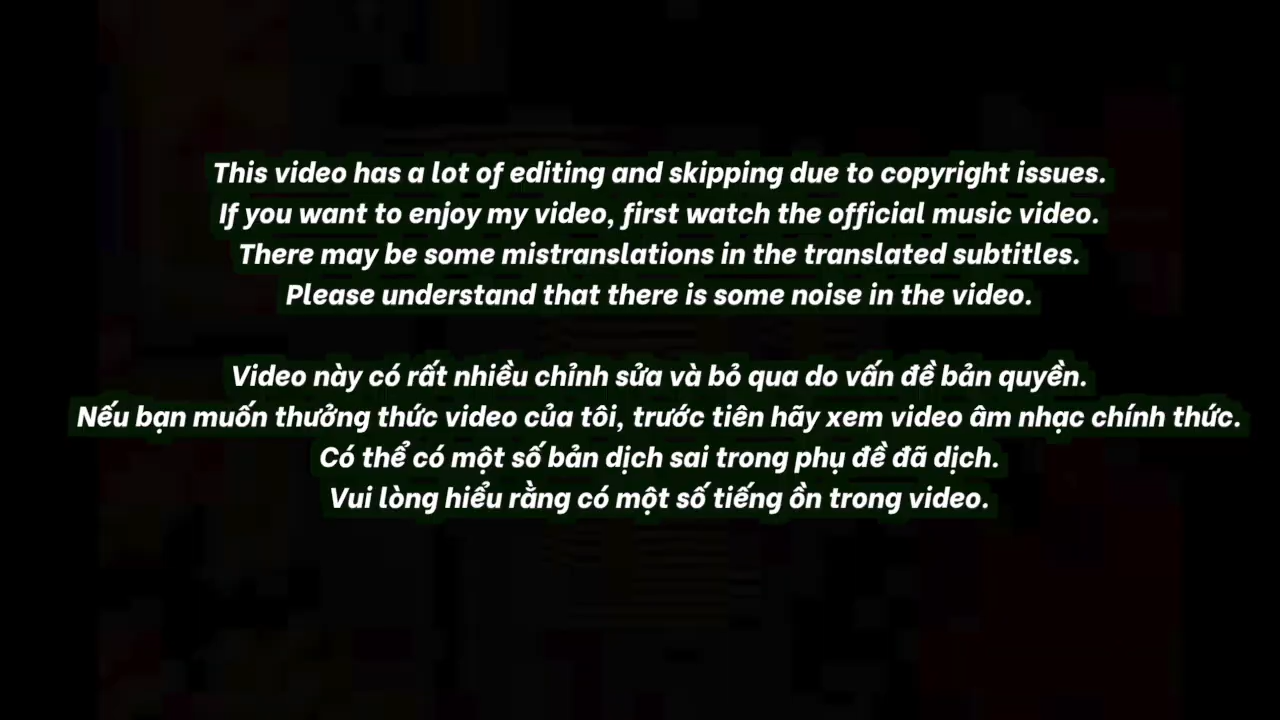 This video has a lot of editing and skipping due to copyright issues.
If you want to enjoy my video, first watch the official music video.
There may be some mistranslations in the translated subtitles.
Please understand that there is some noise in the video.
Video này có rất nhiều chỉnh sửa và bỏ qua do vấn đề bản quyền.
Nếu bạn muốn thưởng thức video của tôi, trước tiên hãy xem video âm nhạc chính thức.
Có thể có một số bản dịch sai trong phụ đề đã dịch.
Vui lòng hiểu rằng có một số tiếng ồn trong video.